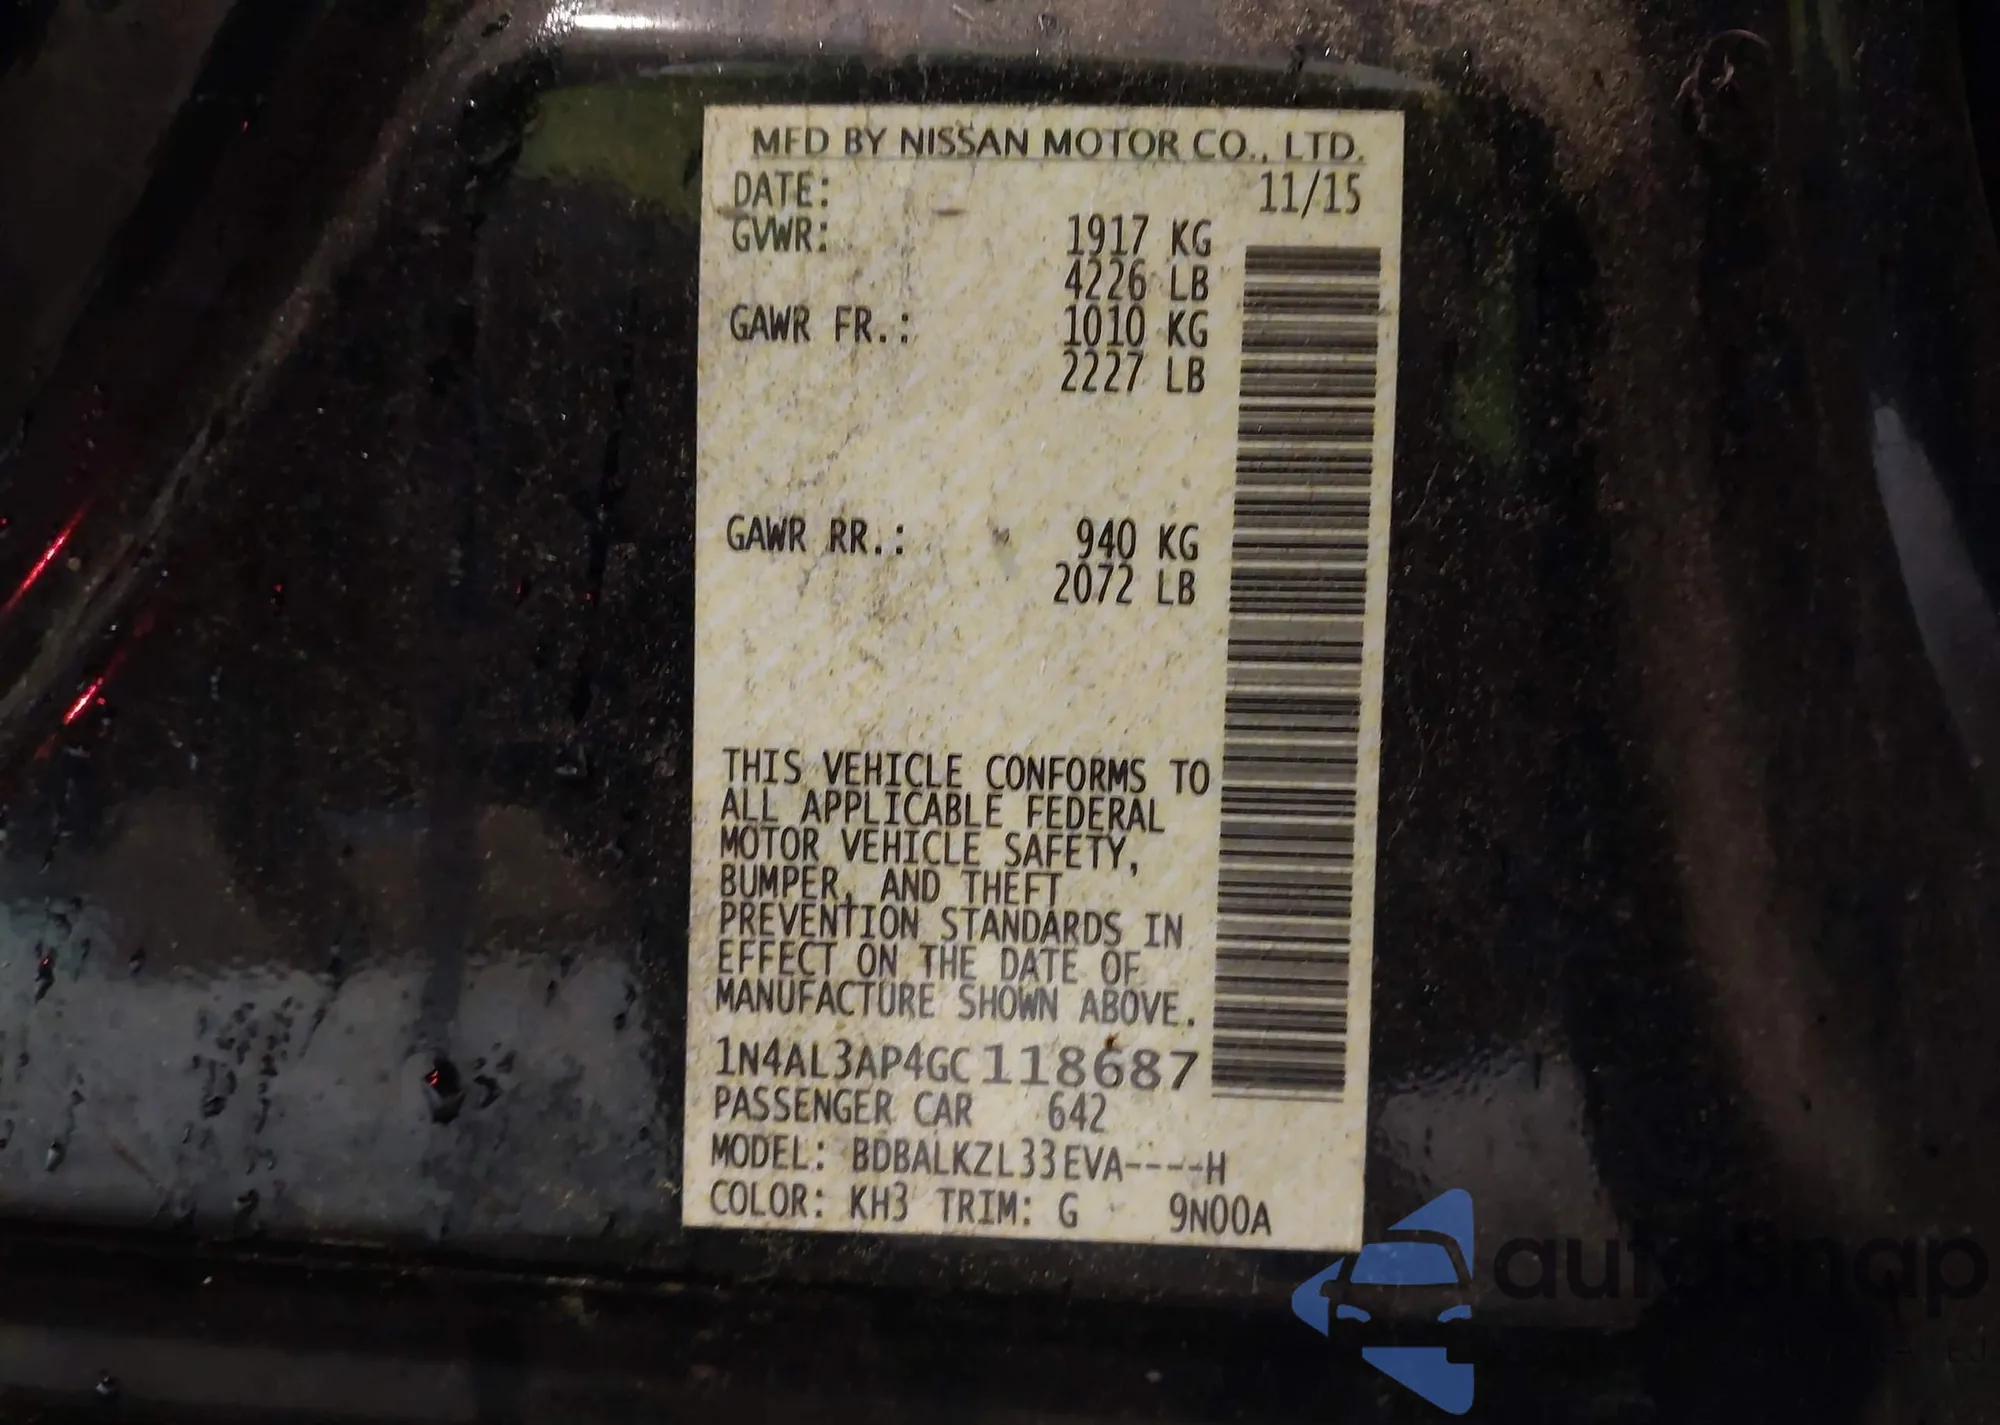 MFD BY NISSAN MOTOR CO., LTD.
DATE: 11/15
GVWR: 1917 KG
4226 LB
GAWR FR.: 1010 KG
2227 LB
GAWR RR.: 940 KG
2072 LB
THIS VEHICLE CONFORMS TO
ALL APPLICABLE FEDERAL
MOTOR VEHICLE SAFETY,
BUMPER, AND THEFT
PREVENTION STANDARDS IN
EFFECT ON THE DATE OF
MANUFACTURE SHOWN ABOVE.
1N4AL3AP4GC118687
PASSENGER CAR 642
MODEL: BDBALKZL33EVA----H
COLOR: KH3 TRIM: G 9N00A
autosnap